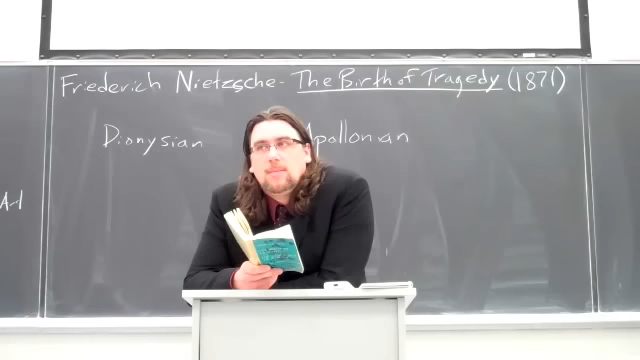 Friederich Nietzsche - The Birth of Tragedy (1871)
Dionysian Apollonian